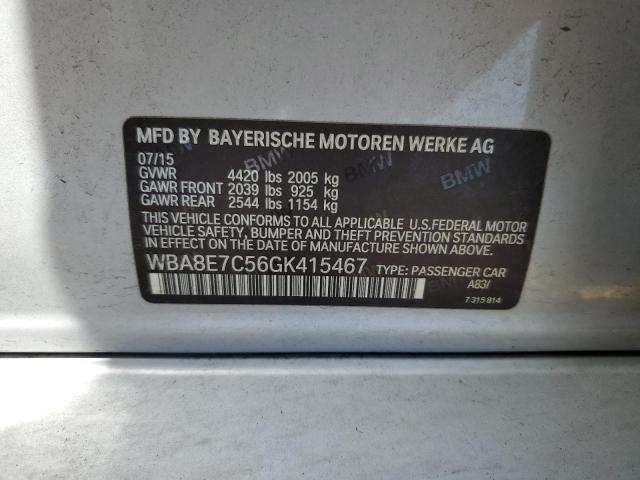 MFD BY BAYERISCHE MOTOREN WERKE AG
07/15
GVWR 4420 lbs 2005 kg
GAWR FRONT 2039 lbs 925 kg
GAWR REAR 2544 lbs 1154 kg
THIS VEHICLE CONFORMS TO ALL APPLICABLE U.S.FEDERAL MOTOR
VEHICLE SAFETY, BUMPER AND THEFT PREVENTION STANDARDS
IN EFFECT ON THE DATE OF MANUFACTURE SHOWN ABOVE.
WBA8E7C56GK415467 TYPE: PASSENGER CAR
A83/
7 315 814
BMW
BMW
BMW